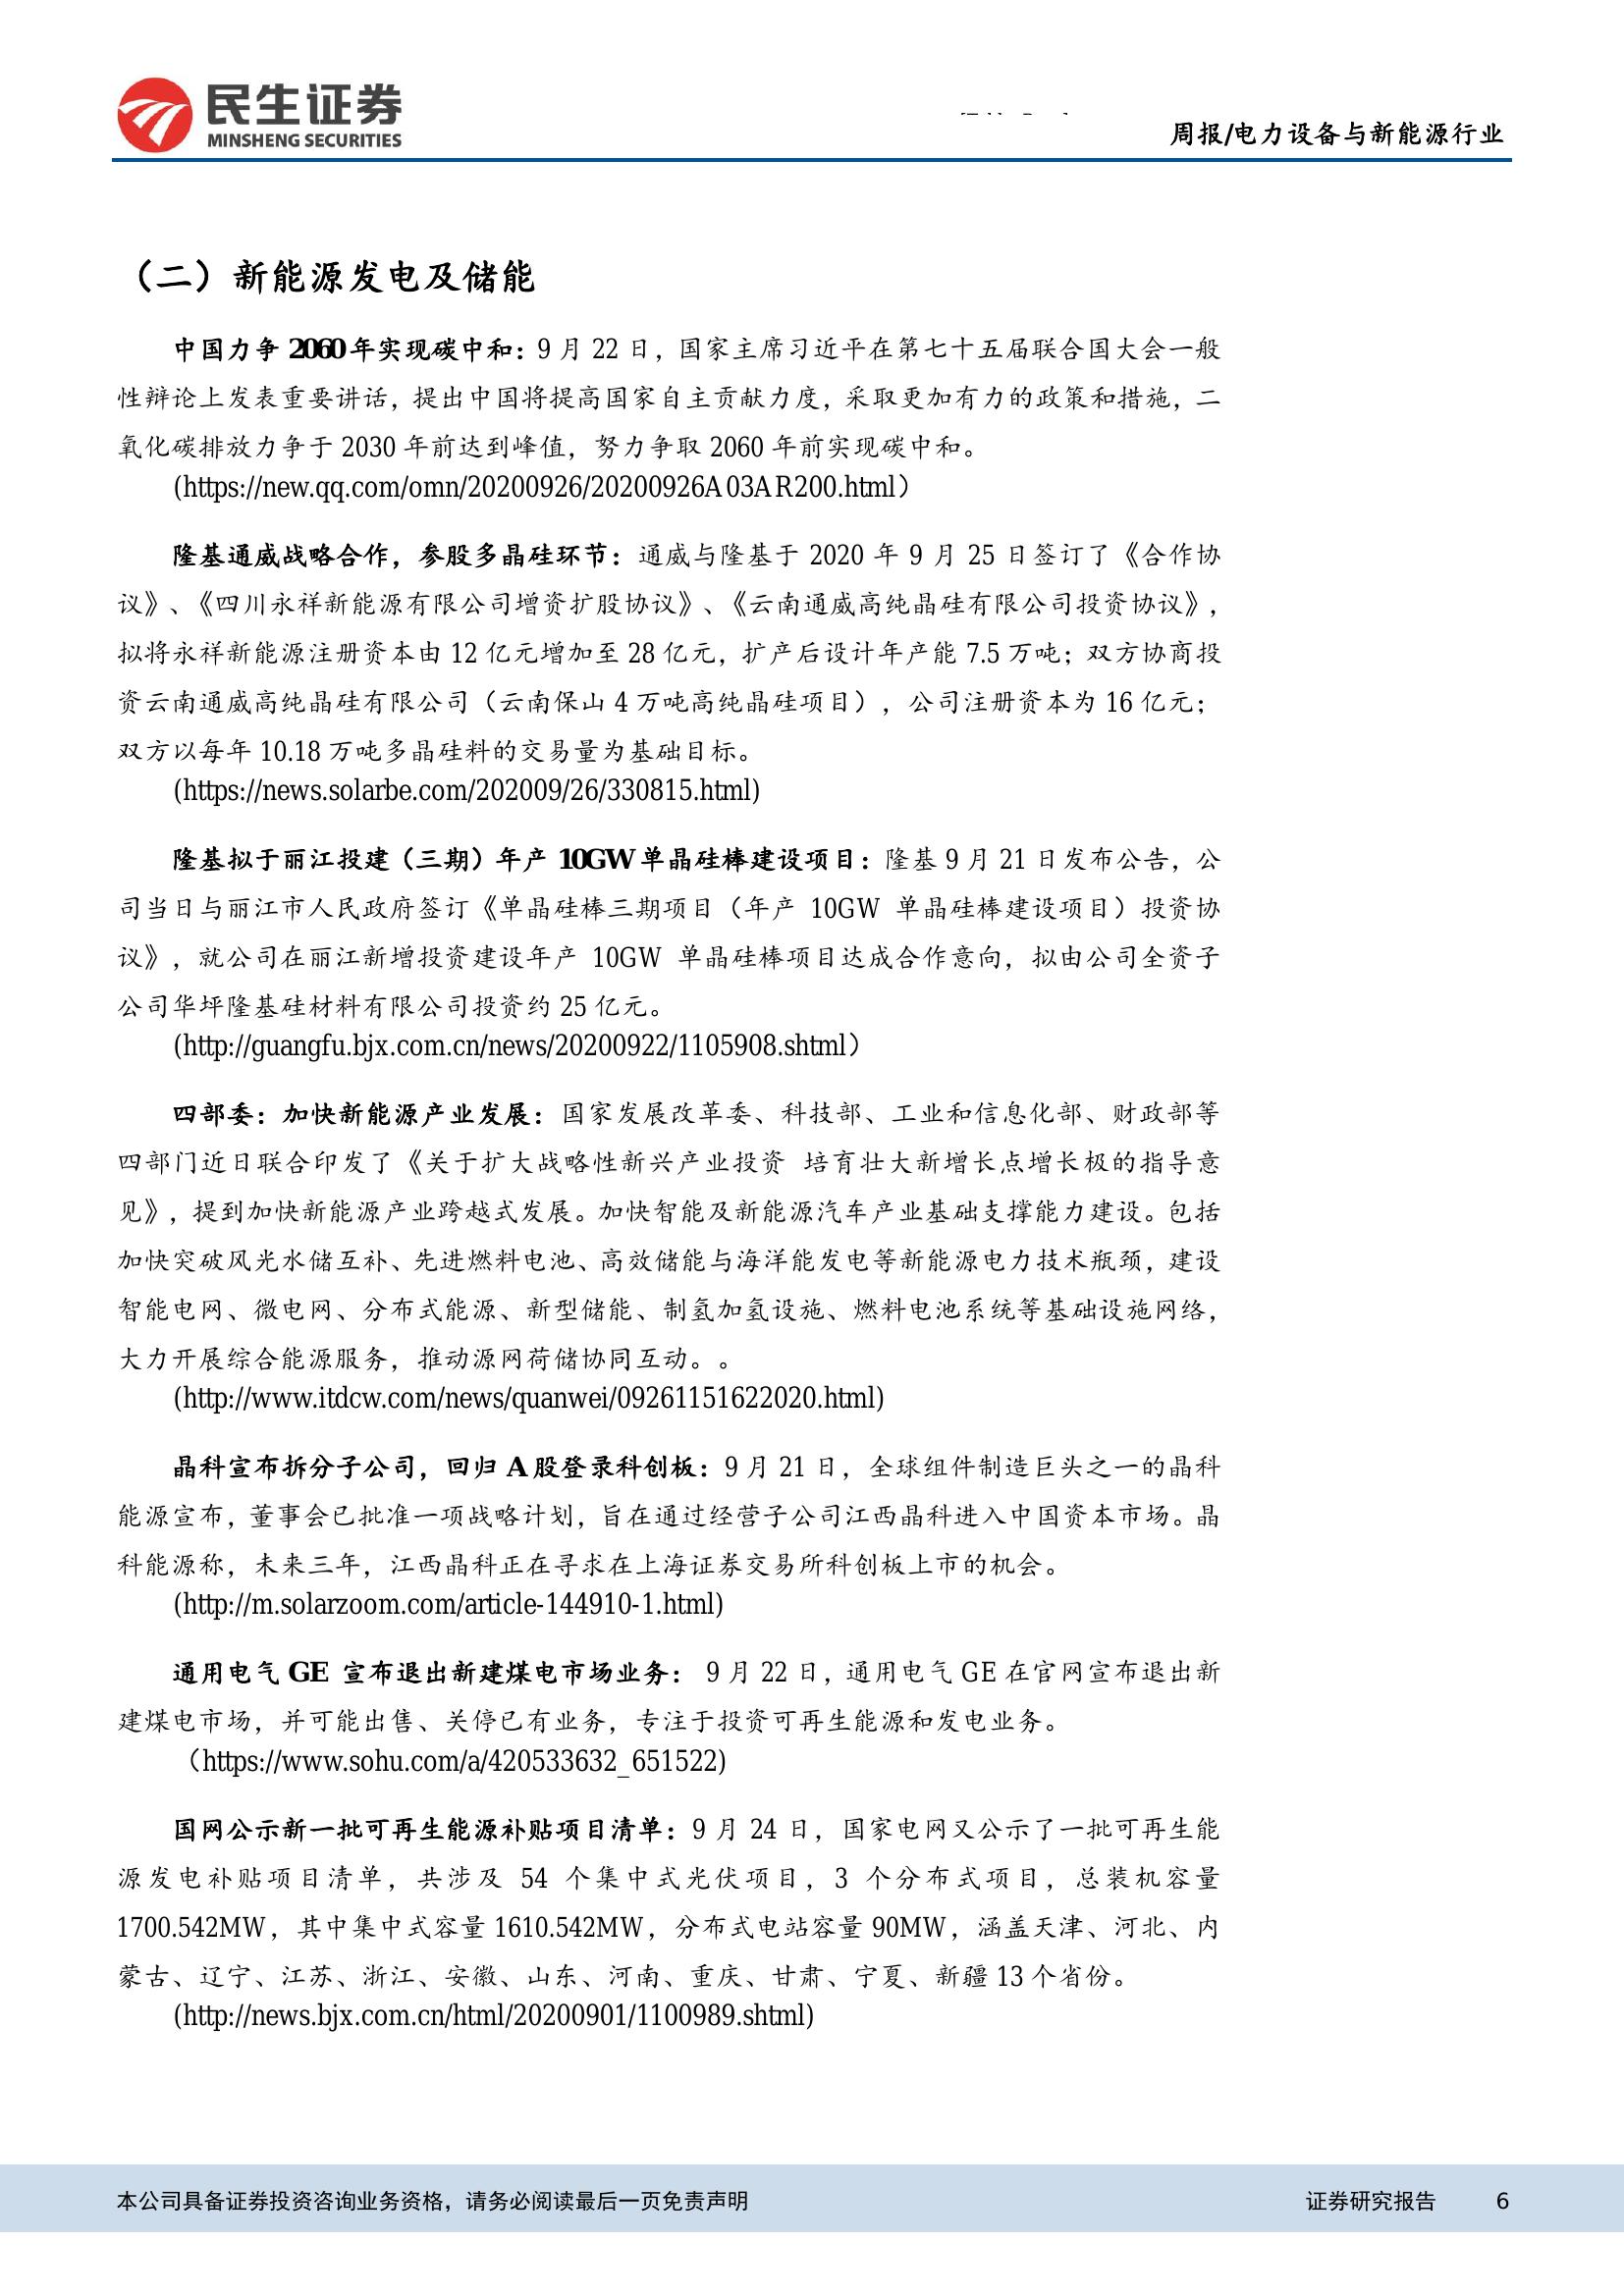 民生证券
MINSHENG SECURITIES
周报/电力设备与新能源行业
（二）新能源发电及储能
中国力争 2060 年实现碳中和：9 月 22 日，国家主席习近平在第七十五届联合国大会一般
性辩论上发表重要讲话，提出中国将提高国家自主贡献力度，采取更加有力的政策和措施，二
氧化碳排放力争于 2030 年前达到峰值，努力争取 2060 年前实现碳中和。
(https://new.qq.com/omn/20200926/20200926A03AR200.html）
隆基通威战略合作，参股多晶硅环节：通威与隆基于 2020 年 9 月 25 日签订了《合作协
议》、《四川永祥新能源有限公司增资扩股协议》、《云南通威高纯晶硅有限公司投资协议》，
拟将永祥新能源注册资本由 12 亿元增加至 28 亿元，扩产后设计年产能 7.5 万吨；双方协商投
资云南通威高纯晶硅有限公司（云南保山 4 万吨高纯晶硅项目），公司注册资本为 16 亿元；
双方以每年 10.18 万吨多晶硅料的交易量为基础目标。
(https://news.solarbe.com/202009/26/330815.html)
隆基拟于丽江投建（三期）年产 10GW 单晶硅棒建设项目：隆基 9 月 21 日发布公告，公
司当日与丽江市人民政府签订《单晶硅棒三期项目（年产 10GW 单晶硅棒建设项目）投资协
议》，就公司在丽江新增投资建设年产 10GW 单晶硅棒项目达成合作意向，拟由公司全资子
公司华坪隆基硅材料有限公司投资约 25 亿元。
(http://guangfu.bjx.com.cn/news/20200922/1105908.shtml）
四部委：加快新能源产业发展：国家发展改革委、科技部、工业和信息化部、财政部等
四部门近日联合印发了《关于扩大战略性新兴产业投资 培育壮大新增长点增长极的指导意
见》，提到加快新能源产业跨越式发展。加快智能及新能源汽车产业基础支撑能力建设。包括
加快突破风光水储互补、先进燃料电池、高效储能与海洋能发电等新能源电力技术瓶颈，建设
智能电网、微电网、分布式能源、新型储能、制氢加氢设施、燃料电池系统等基础设施网络，
大力开展综合能源服务，推动源网荷储协同互动。。
(http://www.itdcw.com/news/quanwei/09261151622020.html)
晶科宣布拆分子公司，回归 A 股登录科创板：9 月 21 日，全球组件制造巨头之一的晶科
能源宣布，董事会已批准一项战略计划，旨在通过经营子公司江西晶科进入中国资本市场。晶
科能源称，未来三年，江西晶科正在寻求在上海证券交易所科创板上市的机会。
(http://m.solarzoom.com/article-144910-1.html)
通用电气 GE 宣布退出新建煤电市场业务： 9 月 22 日，通用电气 GE 在官网宣布退出新
建煤电市场，并可能出售、关停已有业务，专注于投资可再生能源和发电业务。
（https://www.sohu.com/a/420533632_651522)
国网公示新一批可再生能源补贴项目清单：9 月 24 日，国家电网又公示了一批可再生能
源发电补贴项目清单，共涉及 54 个集中式光伏项目，3 个分布式项目，总装机容量
1700.542MW，其中集中式容量 1610.542MW，分布式电站容量 90MW，涵盖天津、河北、内
蒙古、辽宁、江苏、浙江、安徽、山东、河南、重庆、甘肃、宁夏、新疆 13 个省份。
(http://news.bjx.com.cn/html/20200901/1100989.shtml)
本公司具备证券投资咨询业务资格，请务必阅读最后一页免责声明
证券研究报告 6